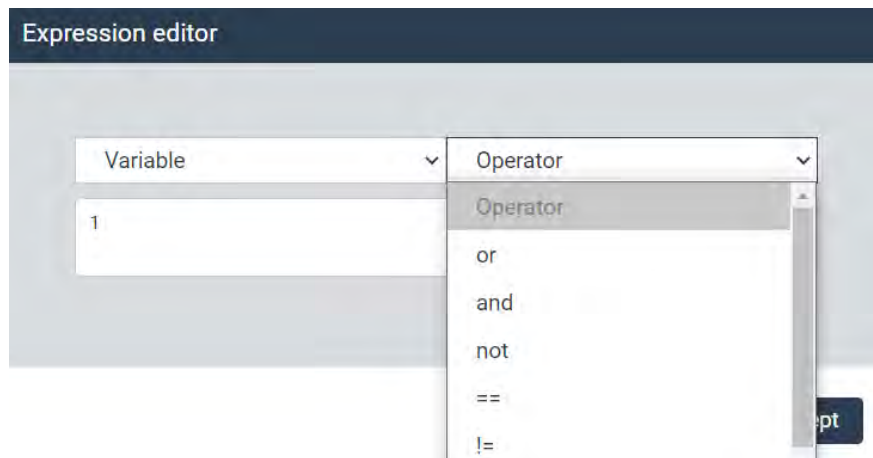 Expression editor
Variable
Operator
1
Operator
or
and
not
==
!=